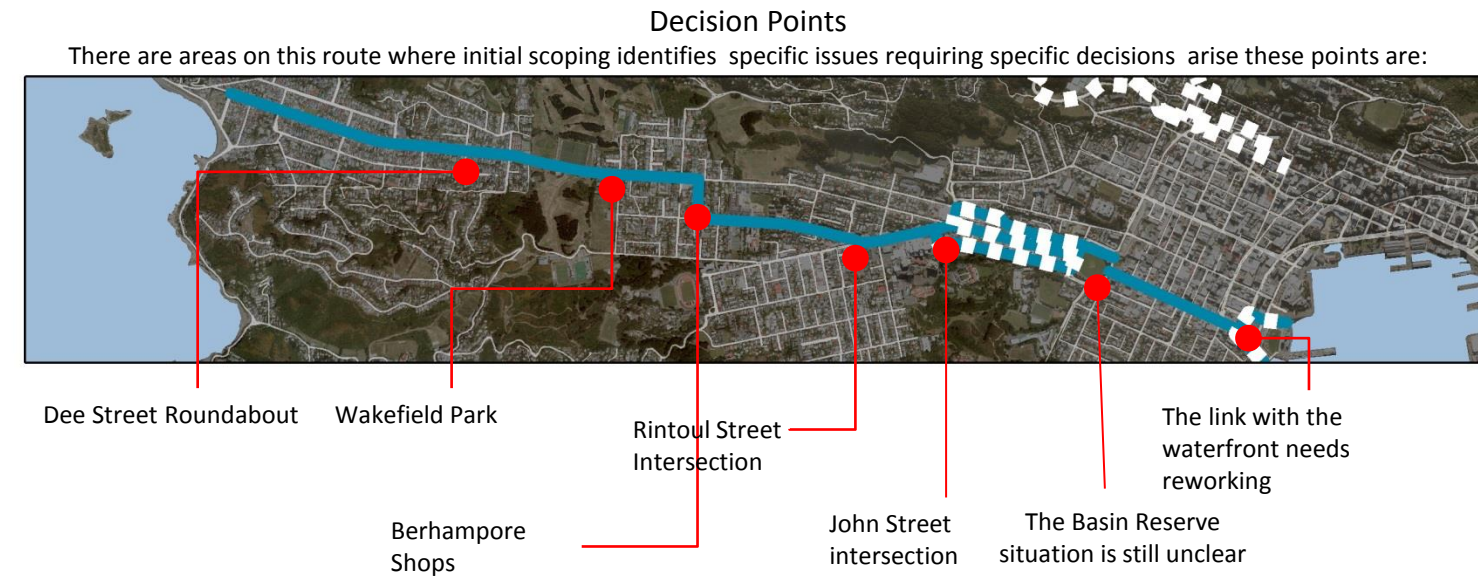 Decision Points
There are areas on this route where initial scoping identifies  specific issues requiring specific decisions  arise these points are:
Dee Street Roundabout
Wakefield Park
Berhampore
Shops
Rintoul Street
Intersection
John Street
intersection
The Basin Reserve
situation is still unclear
The link with the
waterfront needs
reworking